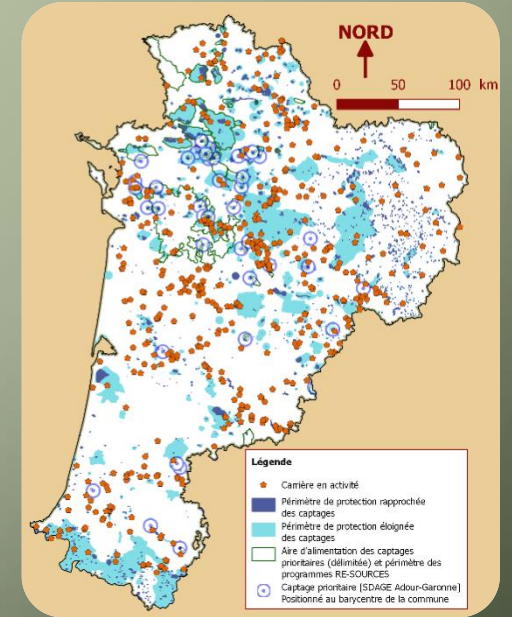 NORD
0 50 100 km
Légende
Carrière en activité
Périmètre de protection rapprochée
des captages
Périmètre de protection éloignée
des captages
Aire d'alimentation des captages
prioritaires (délimitée) et périmètre des
programmes RE-SOURCES
Captage prioritaire [SDAGE Adour-Garonne]
Positionné au barycentre de la commune